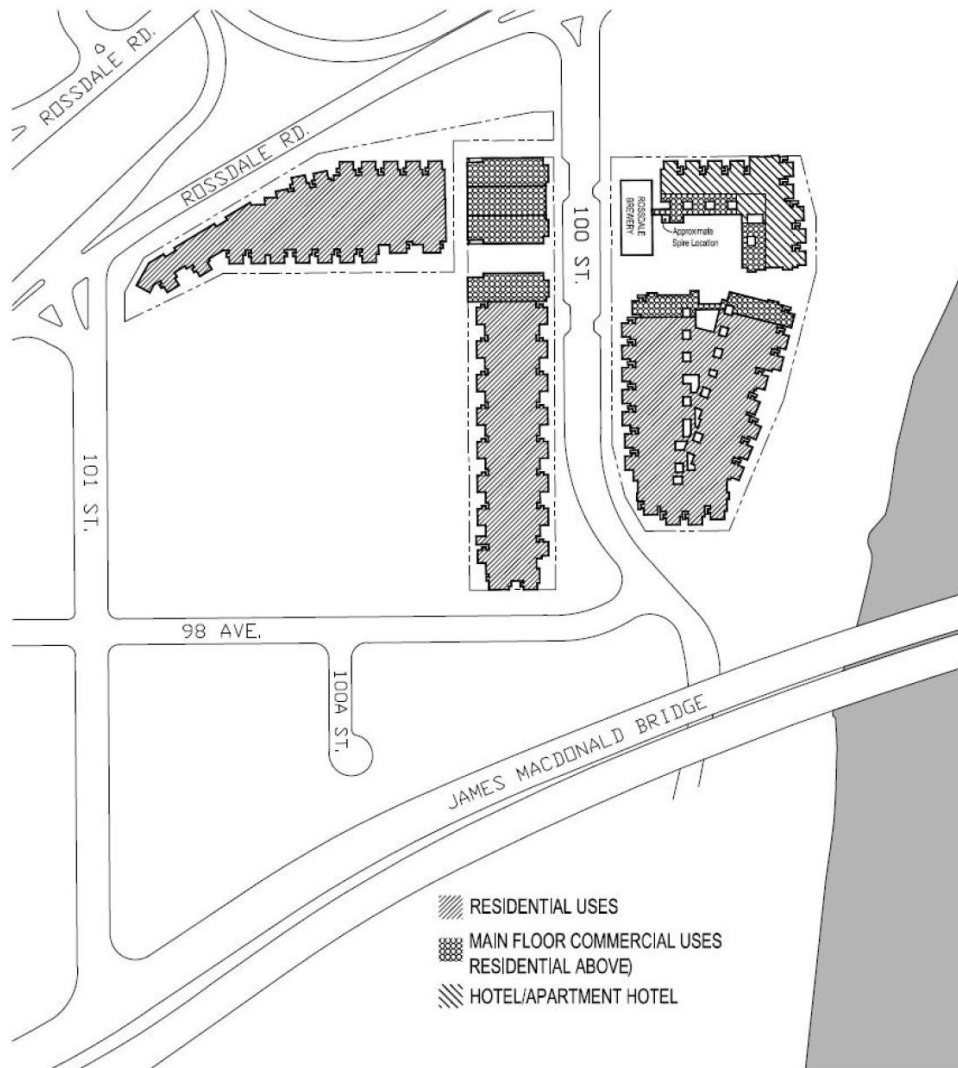 ROSSDALE RD.
ROSSDALE RD.
100 ST.
ROSSDALE
BREWERY
Approximate
Spire Location
101 ST.
98 AVE.
100A ST.
JAMES MACDONALD BRIDGE
RESIDENTIAL USES
MAIN FLOOR COMMERCIAL USES
RESIDENTIAL ABOVE)
HOTEL/APARTMENT HOTEL